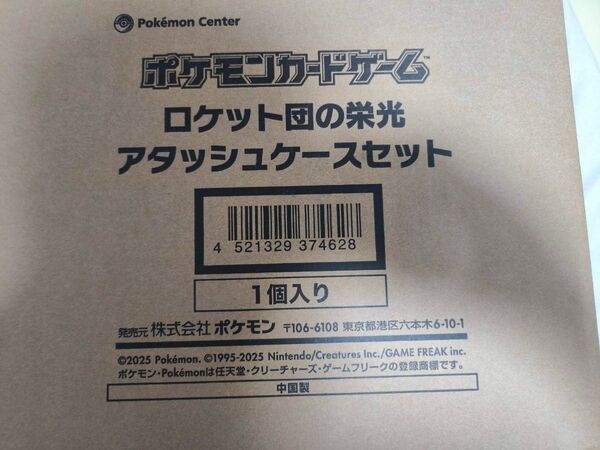 Pokémon Center
ポケモンカードゲーム™
ロケット団の栄光
アタッシュケースセット
4 521329 374628
1個入り
発売元 株式会社 ポケモン 〒106-6108 東京都港区六本木6-10-1
©2025 Pokémon. ©1995-2025 Nintendo/Creatures Inc./GAME FREAK inc.
ポケモン・Pokémonは任天堂・クリーチャーズ・ゲームフリークの登録商標です。
中国製